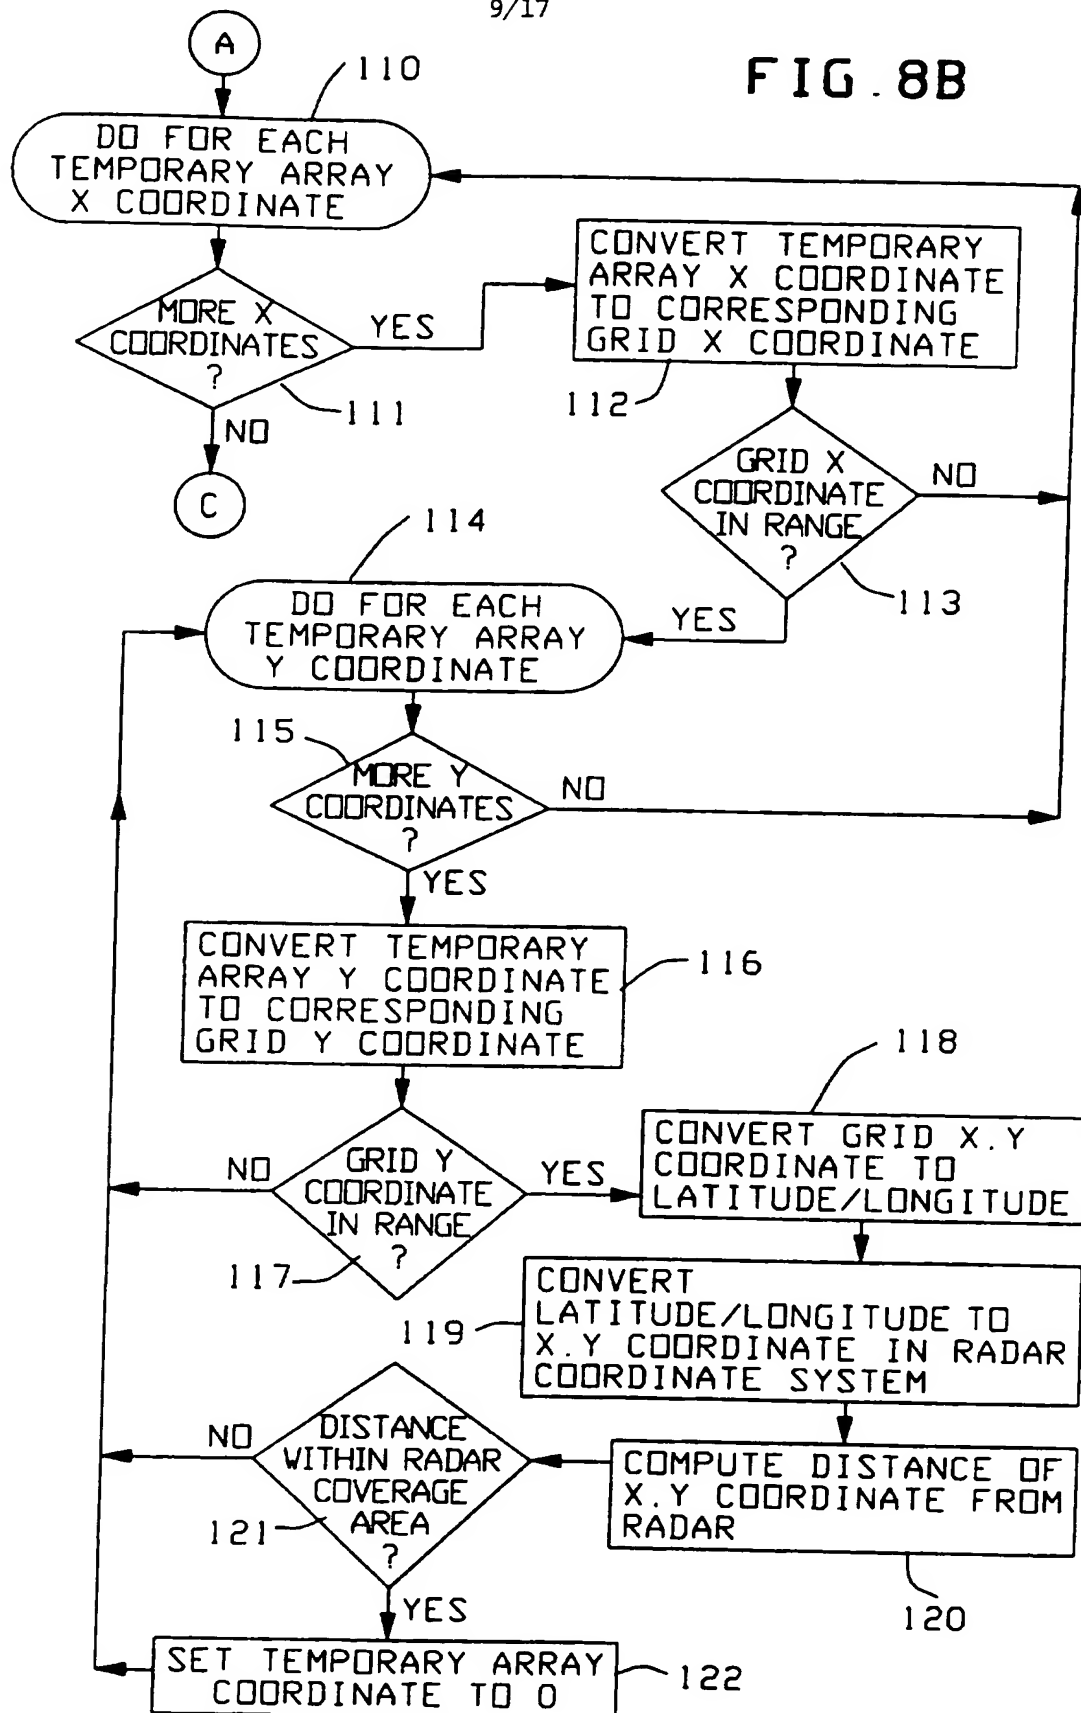 9/17
FIG. 8B
A
110
DO FOR EACH
TEMPORARY ARRAY
X COORDINATE
MORE X
COORDINATES
?
YES
111
NO
C
CONVERT TEMPORARY
ARRAY X COORDINATE
TO CORRESPONDING
GRID X COORDINATE
112
GRID X
COORDINATE
IN RANGE
?
NO
113
YES
114
DO FOR EACH
TEMPORARY ARRAY
Y COORDINATE
115
MORE Y
COORDINATES
?
NO
YES
CONVERT TEMPORARY
ARRAY Y COORDINATE
TO CORRESPONDING
GRID Y COORDINATE
116
GRID Y
COORDINATE
IN RANGE
?
NO
YES
117
118
CONVERT GRID X.Y
COORDINATE TO
LATITUDE/LONGITUDE
CONVERT
LATITUDE/LONGITUDE TO
X.Y COORDINATE IN RADAR
COORDINATE SYSTEM
119
COMPUTE DISTANCE OF
X.Y COORDINATE FROM
RADAR
120
DISTANCE
WITHIN RADAR
COVERAGE
AREA
?
NO
121
YES
SET TEMPORARY ARRAY
COORDINATE TO 0
122